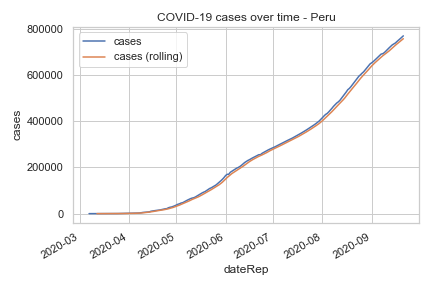 COVID-19 cases over time - Peru
cases
cases (rolling)
800000
600000
400000
200000
0
cases
2020-03
2020-04
2020-05
2020-06
2020-07
2020-08
2020-09
dateRep